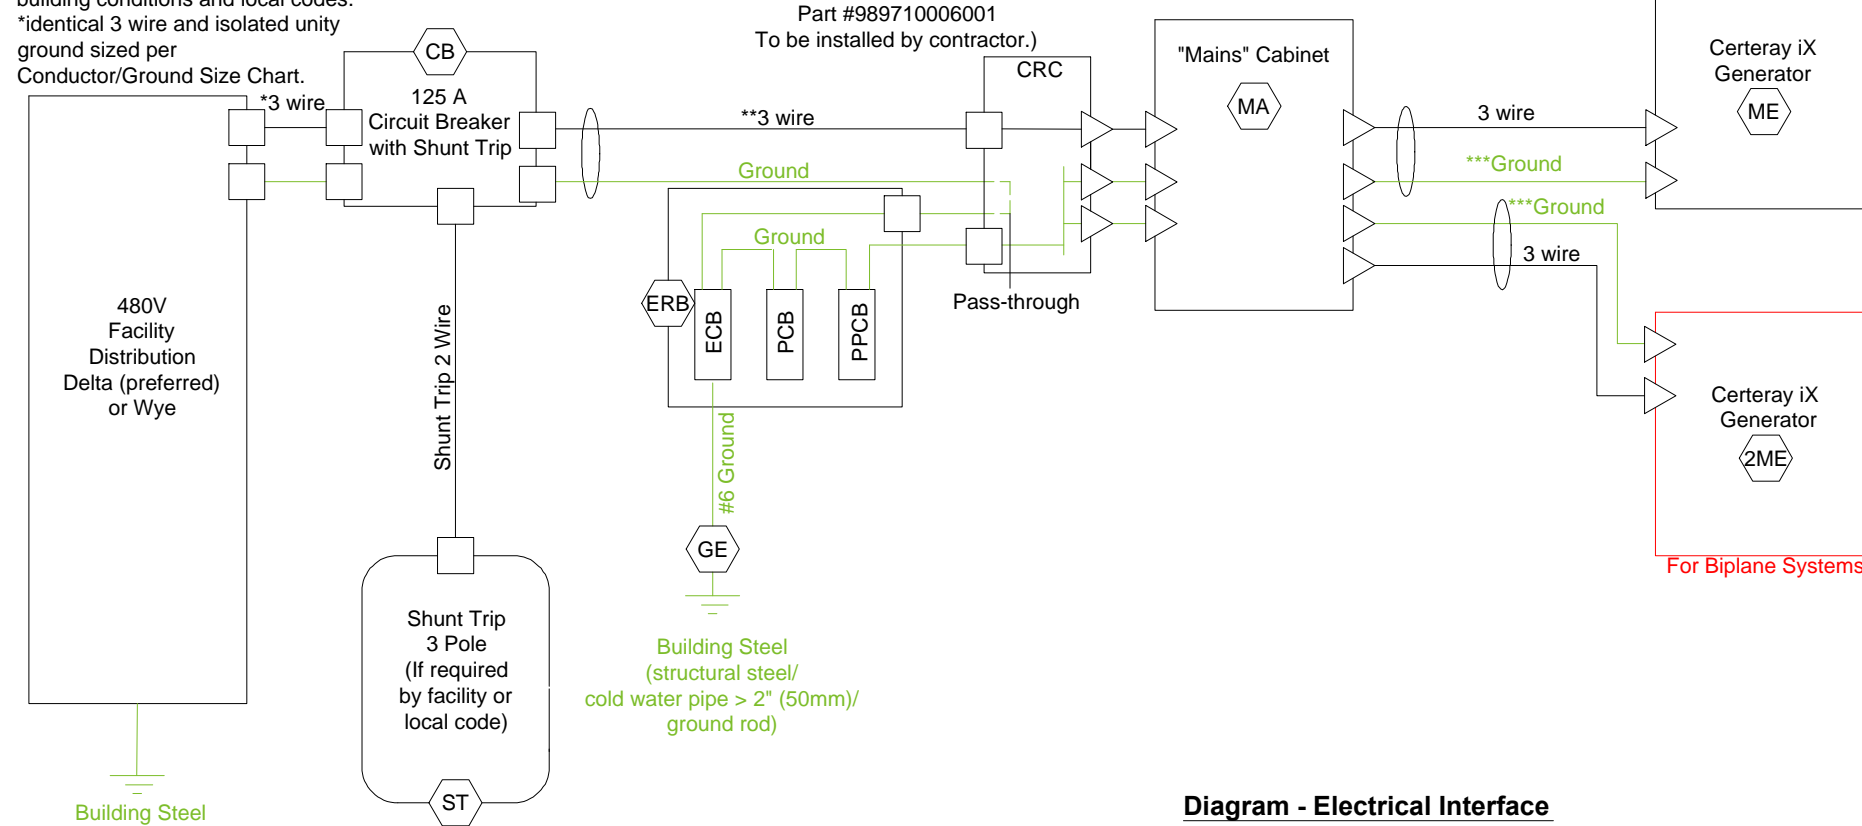 building conditions and local codes.
*identical 3 wire and isolated unity
ground sized per
Conductor/Ground Size Chart.
Part #989710006001
To be installed by contractor.)
*3 wire
CB
125 A
Circuit Breaker
with Shunt Trip
**3 wire
Ground
CRC
"Mains" Cabinet
MA
3 wire
***Ground
***Ground
3 wire
Certeray iX
Generator
ME
Ground
ERB
ECB
PCB
PPCB
Pass-through
480V
Facility
Distribution
Delta (preferred)
or Wye
Shunt Trip 2 Wire
#6 Ground
GE
Certeray iX
Generator
2ME
For Biplane Systems
Shunt Trip
3 Pole
(If required
by facility or
local code)
ST
Building Steel
(structural steel/
cold water pipe > 2" (50mm)/
ground rod)
Building Steel
Diagram - Electrical Interface